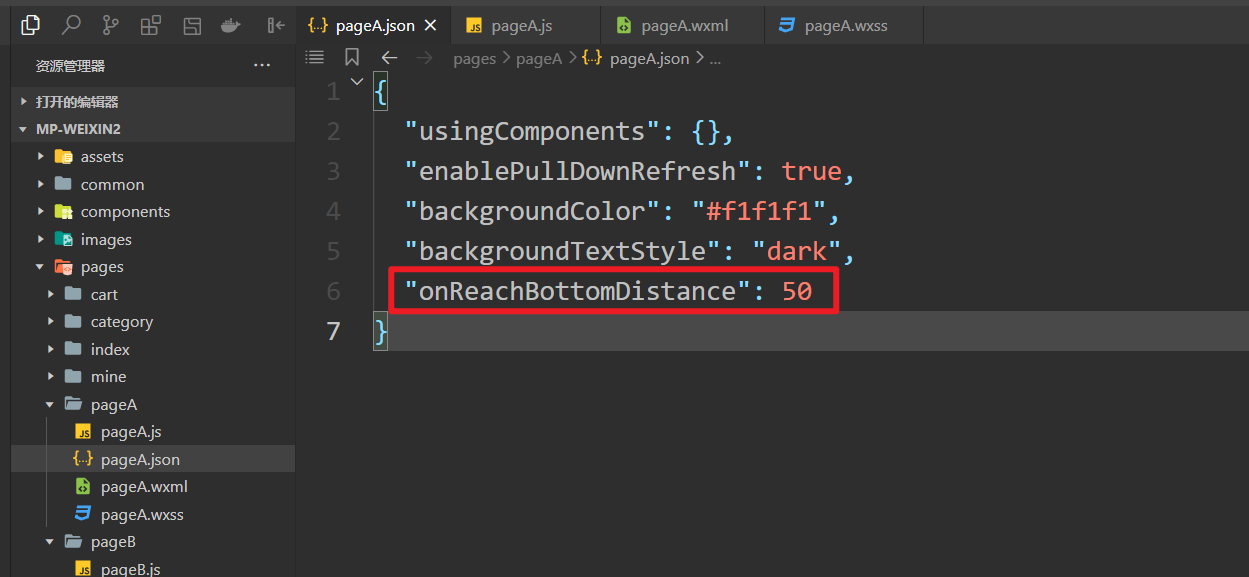 pageA.json
pageA.js
pageA.wxml
pageA.wxss
资源管理器
pages > pageA > {..} pageA.json > ...
打开的编辑器
MP-WEIXIN2
assets
common
components
images
pages
cart
category
index
mine
pageA
pageA.js
pageA.json
pageA.wxml
pageA.wxss
pageB
pageB.js
1 {
2 "usingComponents": {},
3 "enablePullDownRefresh": true,
4 "backgroundColor": "#f1f1f1",
5 "backgroundTextStyle": "dark",
6 "onReachBottomDistance": 50
7 }